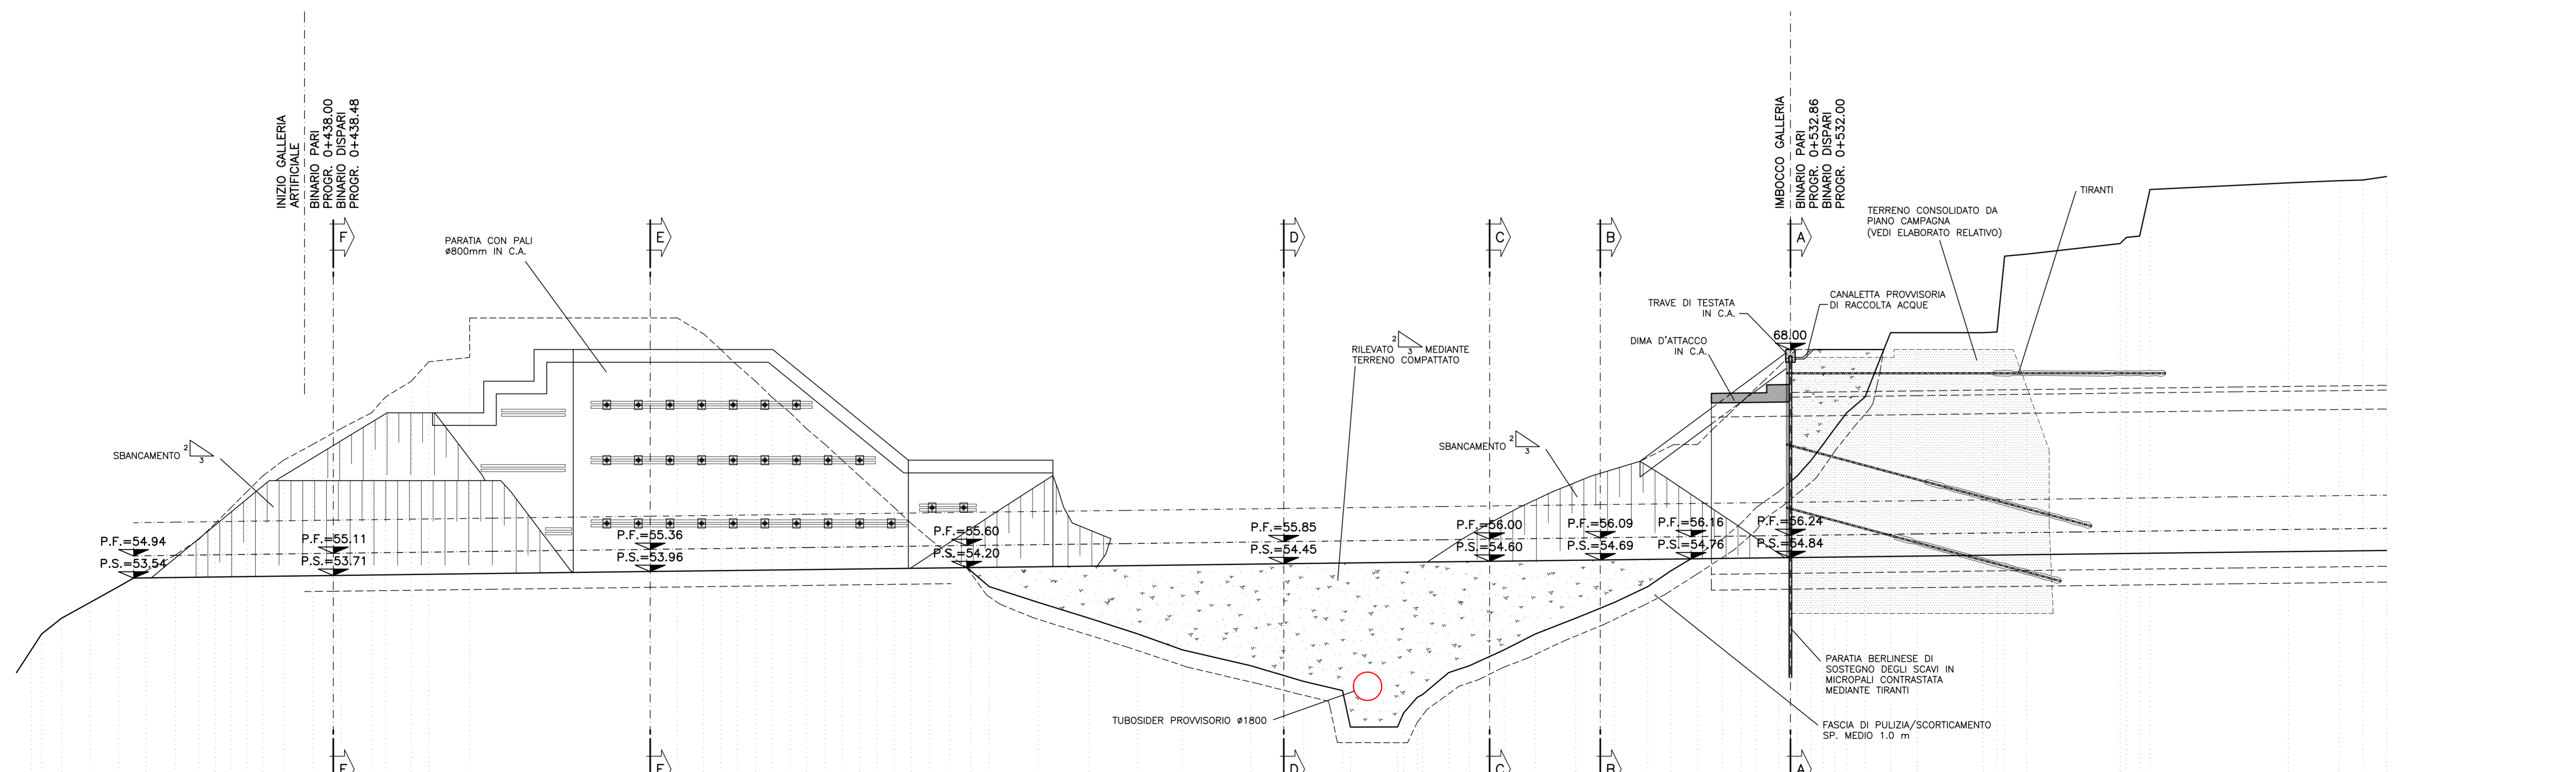 INIZIO GALLERIA
ARTIFICIALE
BINARIO PARI
PROGR. 0+438.00
BINARIO DISPARI
PROGR. 0+438.48
IMBOCCO GALLERIA
BINARIO PARI
PROGR. 0+532.86
BINARIO DISPARI
PROGR. 0+532.00
F
E
D
C
B
A
PARATIA CON PALI
ø800mm IN C.A.
TIRANTI
TERRENO CONSOLIDATO DA
PIANO CAMPAGNA
(VEDI ELABORATO RELATIVO)
CANALETTA PROVVISORIA
DI RACCOLTA ACQUE
TRAVE DI TESTATA
IN C.A.
68.00
DIMA D'ATTACCO
IN C.A.
2
3
RILEVATO MEDIANTE
TERRENO COMPATTATO
SBANCAMENTO
2
3
SBANCAMENTO
2
3
P.F.=54.94
P.S.=53.54
P.F.=55.11
P.S.=53.71
P.F.=55.36
P.S.=53.96
P.F.=55.60
P.S.=54.20
P.F.=55.85
P.S.=54.45
P.F.=56.00
P.S.=54.60
P.F.=56.09
P.S.=54.69
P.F.=56.16
P.S.=54.76
P.F.=56.24
P.S.=54.84
PARATIA BERLINESE DI
SOSTEGNO DEGLI SCAVI IN
MICROPALI CONTRASTATA
MEDIANTE TIRANTI
TUBOSIDER PROVVISORIO ø1800
FASCIA DI PULIZIA/SCORTICAMENTO
SP. MEDIO 1.0 m
F
E
D
C
B
A